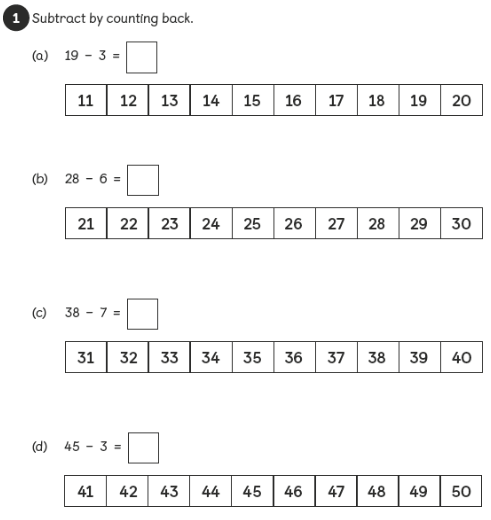 1 Subtract by counting back.
(a) 19 – 3 =
11 12 13 14 15 16 17 18 19 20
(b) 28 – 6 =
21 22 23 24 25 26 27 28 29 30
(c) 38 – 7 =
31 32 33 34 35 36 37 38 39 40
(d) 45 – 3 =
41 42 43 44 45 46 47 48 49 50